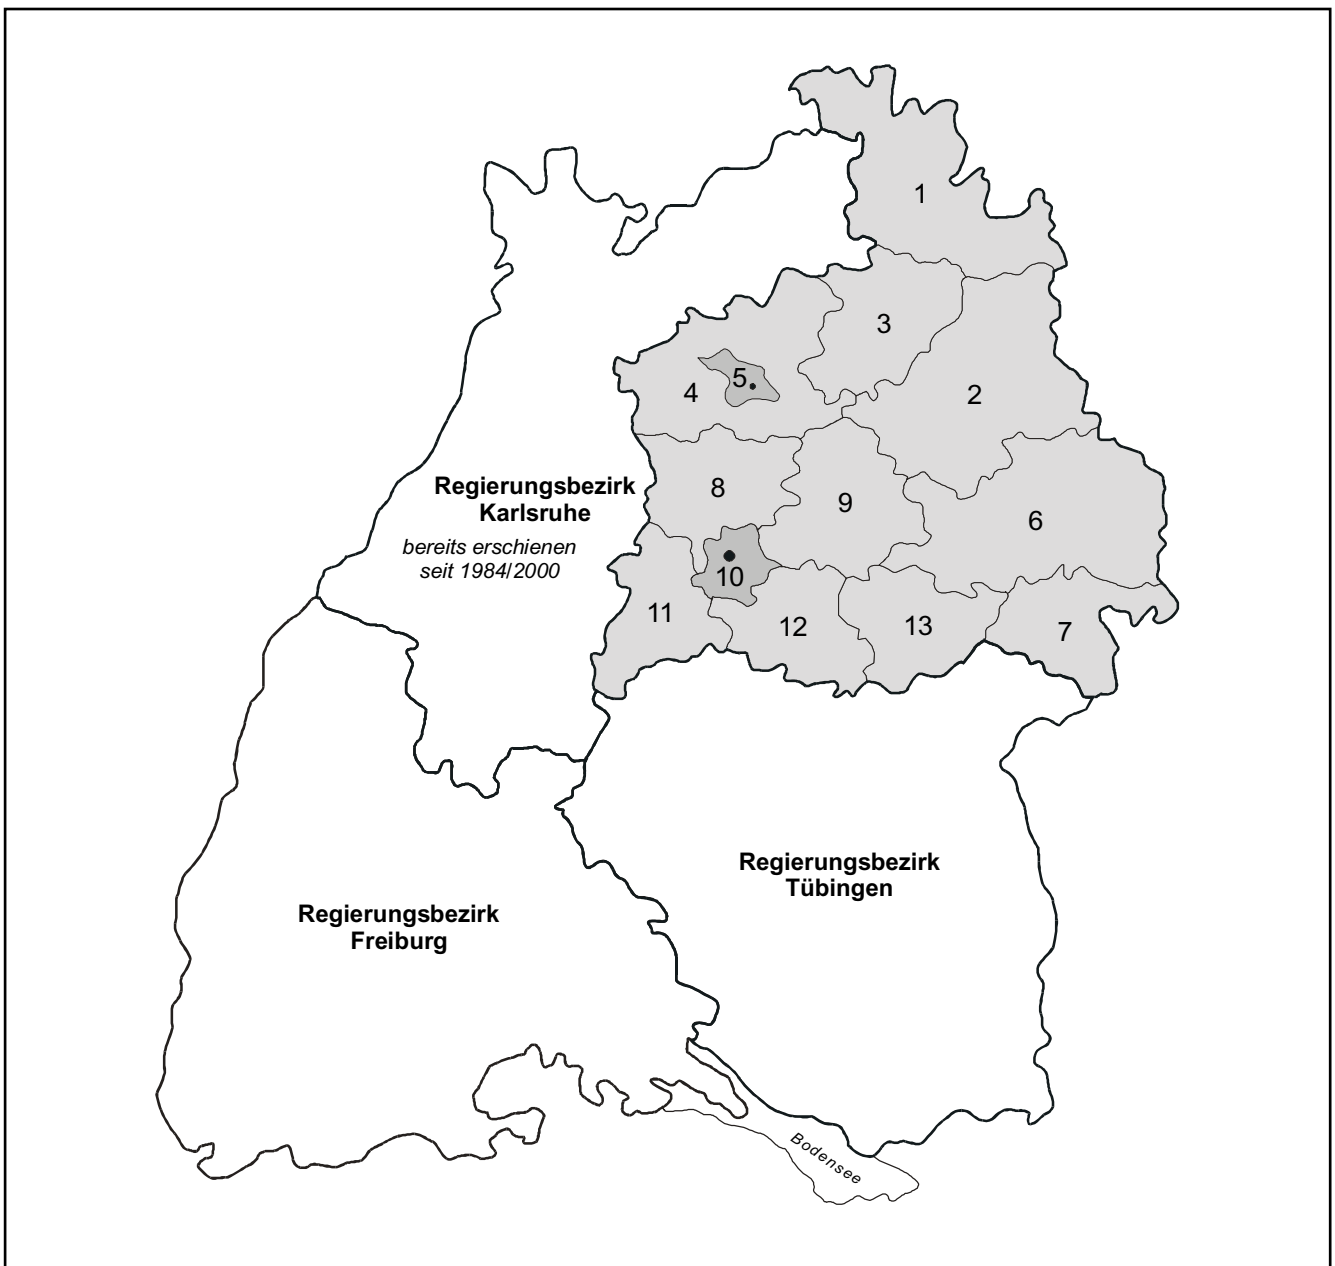 1
3
5
4
2
Regierungsbezirk
Karlsruhe
bereits erschienen
seit 1984/2000
8
9
6
10
11
12
13
7
Regierungsbezirk
Tübingen
Regierungsbezirk
Freiburg
Bodensee